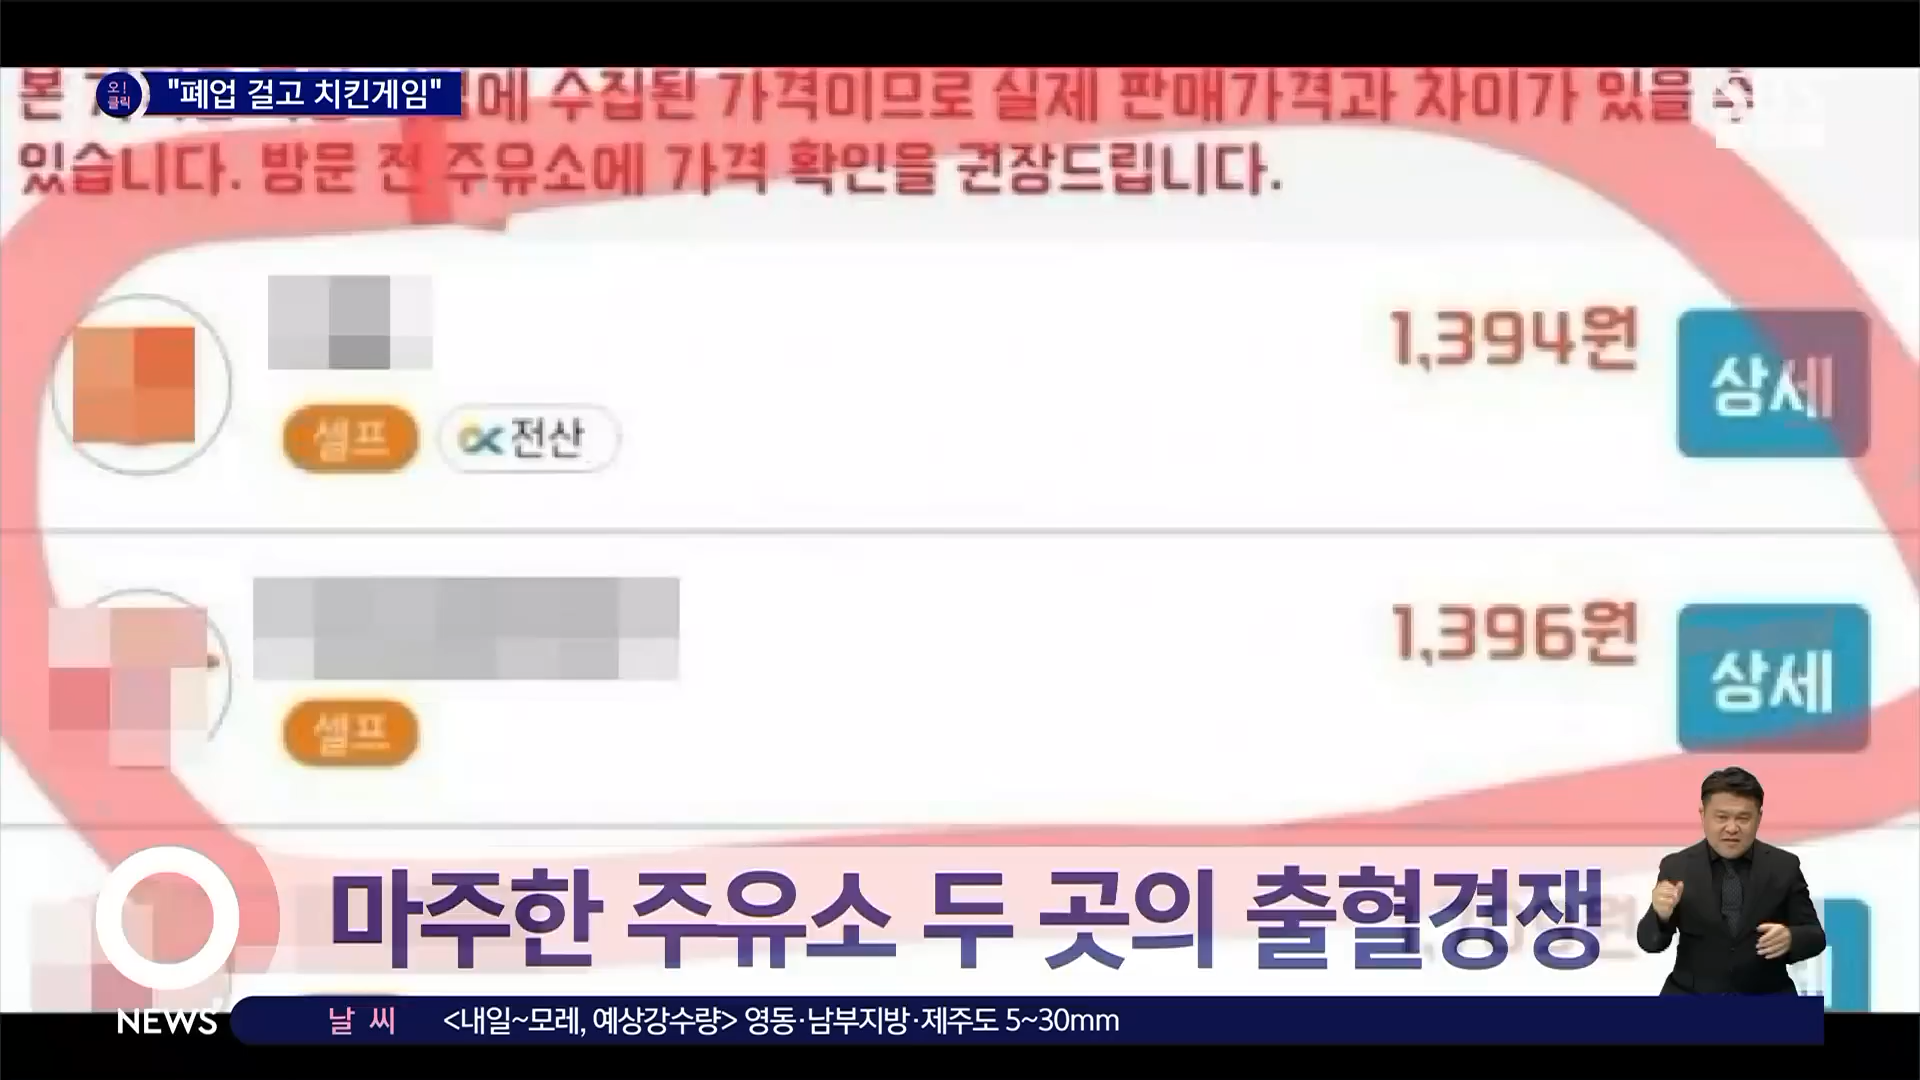 오!
클릭
"폐업 걸고 치킨게임"
본 에 수집된 가격이므로 실제 판매가격과 차이가 있을 수
있습니다. 방문 전 주유소에 가격 확인을 권장드립니다.
1,394원
상세
셀프
전산
1,396원
상세
셀프
마주한 주유소 두 곳의 출혈경쟁
NEWS
날씨
<내일~모레, 예상강수량> 영동·남부지방·제주도 5~30mm